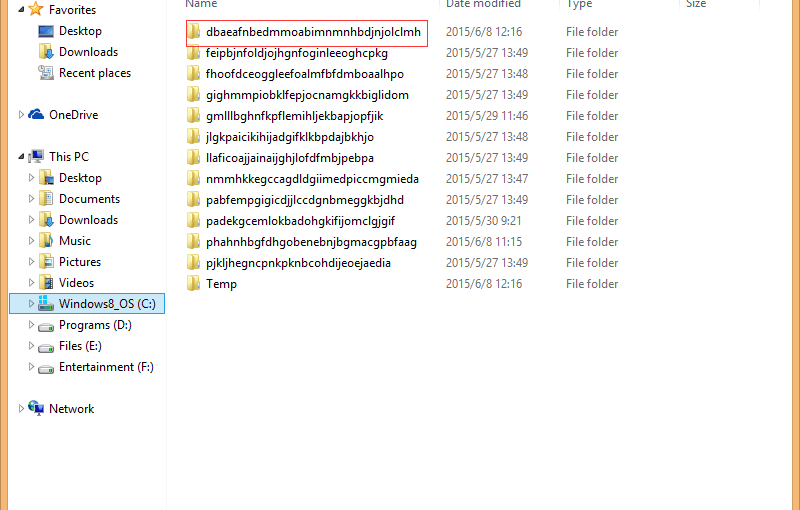 Favorites
Desktop
Downloads
Recent places
OneDrive
This PC
Desktop
Documents
Downloads
Music
Pictures
Videos
Windows8_OS (C:)
Programs (D:)
Files (E:)
Entertainment (F:)
Network
Name Date modified Type Size
dbaeafnbedmmoabimnmnhbdjnjolclmh 2015/6/8 12:16 File folder
feipbjnfoldjojhgnfoginleeoghcpkg 2015/5/27 13:49 File folder
fhoofdceoggleefoalmfbfdmboaalhpo 2015/5/27 13:48 File folder
gighmmpiobklfepjocnamgkkbiglidom 2015/5/27 13:49 File folder
gmlllbghnfkpflemihljekbapjopfjik 2015/5/29 11:46 File folder
jlgkpaicikihijadgifklkbpdajbkhjo 2015/5/27 13:48 File folder
llaficoajjainaijghjlofdfmbjpebpa 2015/5/27 13:49 File folder
nmmhkkegccagdldgiimedpiccmgmieda 2015/5/27 13:47 File folder
pabfempgigicdjjlccdgnbmeggkbjdhd 2015/5/27 13:49 File folder
padekgcemlokbadohgkifijomclgjgif 2015/5/30 9:21 File folder
phahnhbgfdhgobenebnjbgmacgpbfaag 2015/6/8 11:15 File folder
pjkljhegncpnkpknbcohdijeoejaedia 2015/5/27 13:49 File folder
Temp 2015/6/8 12:16 File folder